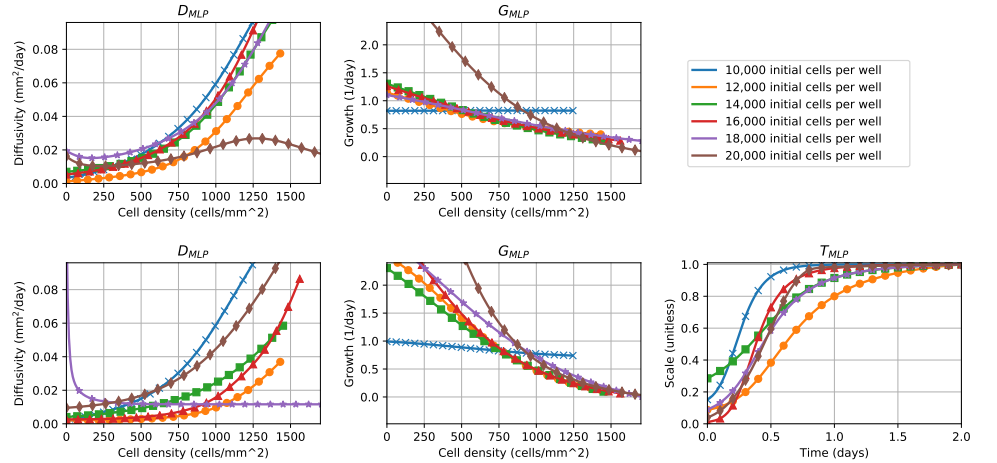 D_MLP
G_MLP
Diffusivity (mm²/day)
0.08
0.06
0.04
0.02
0.00
0 250 500 750 1000 1250 1500
Cell density (cells/mm^2)
Growth (1/day)
2.0
1.5
1.0
0.5
0.0
0 250 500 750 1000 1250 1500
Cell density (cells/mm^2)
10,000 initial cells per well
12,000 initial cells per well
14,000 initial cells per well
16,000 initial cells per well
18,000 initial cells per well
20,000 initial cells per well
D_MLP
G_MLP
T_MLP
Diffusivity (mm²/day)
0.08
0.06
0.04
0.02
0.00
0 250 500 750 1000 1250 1500
Cell density (cells/mm^2)
Growth (1/day)
2.0
1.5
1.0
0.5
0.0
0 250 500 750 1000 1250 1500
Cell density (cells/mm^2)
Scale (unitless)
1.0
0.8
0.6
0.4
0.2
0.0
0.0 0.5 1.0 1.5 2.0
Time (days)